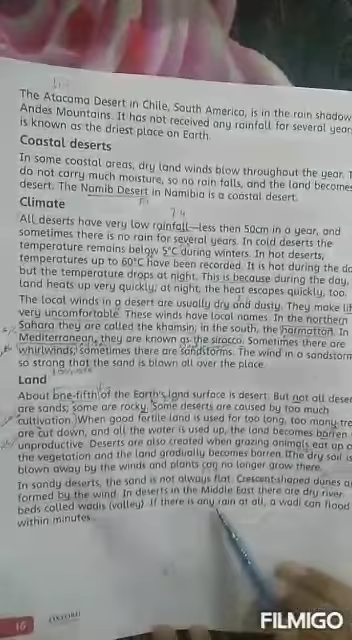 The Atacama Desert in Chile, South America, is in the rain shadow
Andes Mountains. It has not received any rainfall for several year
is known as the driest place on Earth.
Coastal deserts
In some coastal areas, dry land winds blow throughout the year. T
do not carry much moisture, so no rain falls, and the land becomes
desert. The Namib Desert in Namibia is a coastal desert.
Climate
All deserts have very low rainfall—less then 50cm in a year, and
sometimes there is no rain for several years. In cold deserts the
temperature remains below 5°C during winters. In hot deserts,
temperatures up to 60°C have been recorded. It is hot during the da
but the temperature drops at night. This is because during the day,
land heats up very quickly; at night, the heat escapes quickly, too.
The local winds in a desert are usually dry and dusty. They make lif
very uncomfortable. These winds have local names. In the northern
Sahara they are called the khamsin; in the south, the harmattan. In
Mediterranean, they are known as the sirocco. Sometimes there are
whirlwinds; sometimes there are sandstorms. The wind in a sandstorm
so strong that the sand is blown all over the place.
Land
About one-fifth of the Earth's land surface is desert. But not all deser
are sands; some are rocky. Some deserts are caused by too much
cultivation. When good fertile land is used for too long, too many tre
are cut down, and all the water is used up, the land becomes barren
unproductive. Deserts are also created when grazing animals eat up a
the vegetation and the land gradually becomes barren. The dry soil is
blown away by the winds and plants can no longer grow there.
In sandy deserts, the sand is not always flat. Crescent-shaped dunes a
formed by the wind. In deserts in the Middle East there are dry river
beds called wadis (valley). If there is any rain at all, a wadi can flood
within minutes.
16
OXFORD
FILMIGO